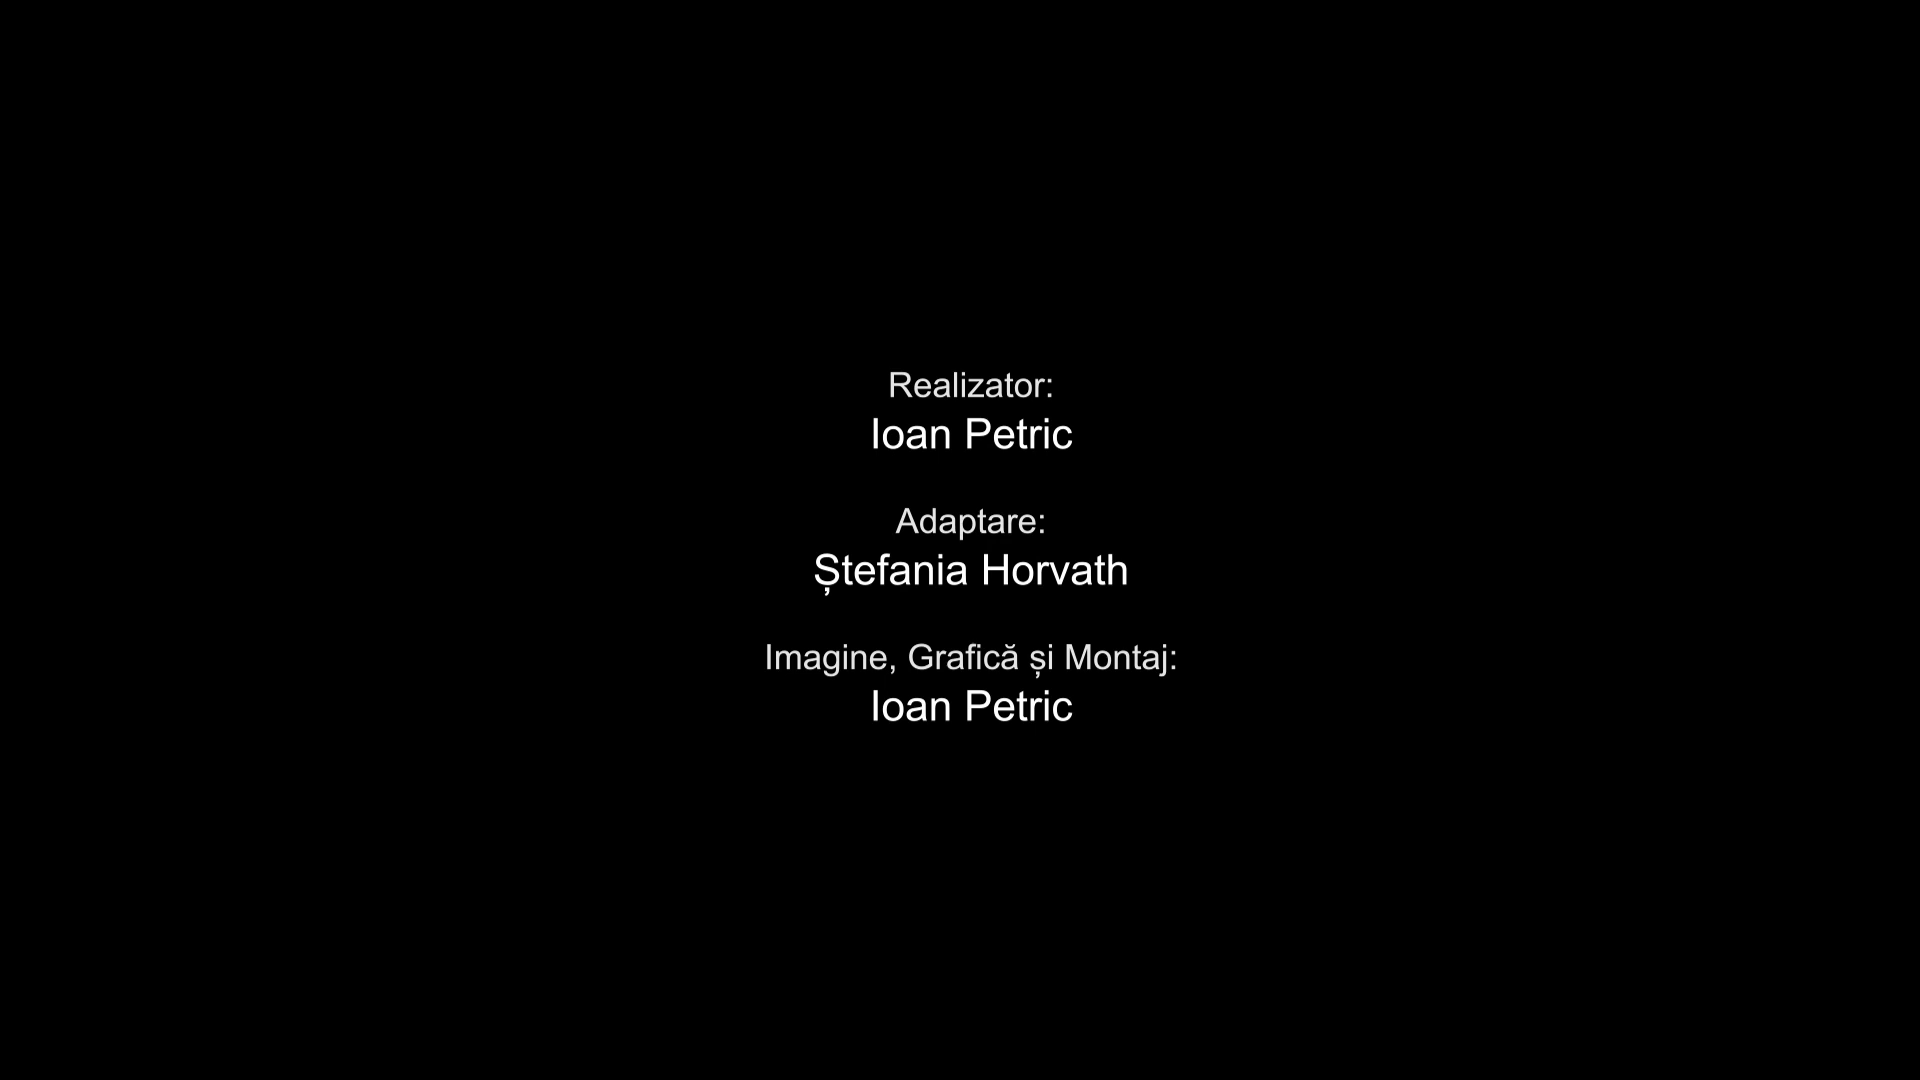 Realizator:
Ioan Petric
Adaptare:
Ștefania Horvath
Imagine, Grafică și Montaj:
Ioan Petric